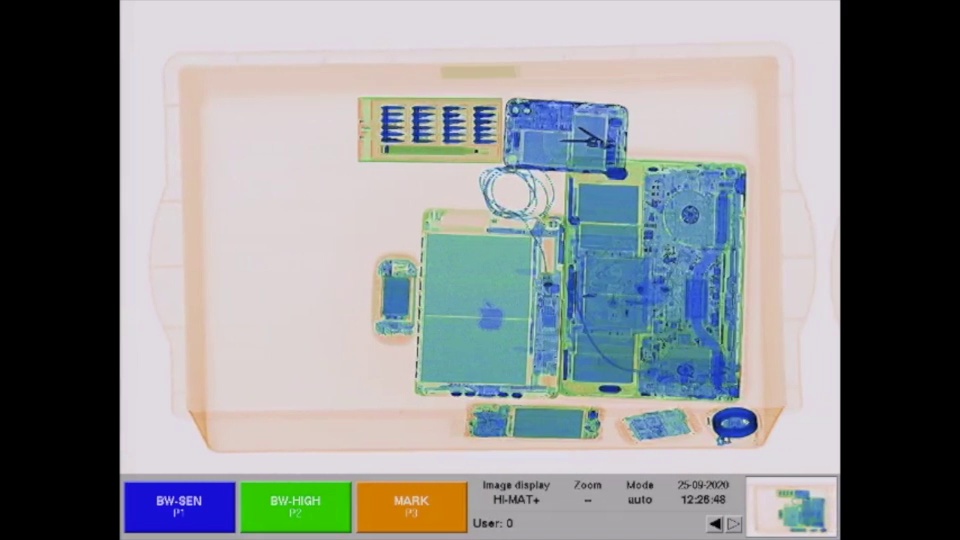 BW-SEN
P1
BW-HIGH
P2
MARK
P3
Image display
HI-MAT+
Zoom
--
Mode
auto
25-09-2020
12:26:48
User: 0